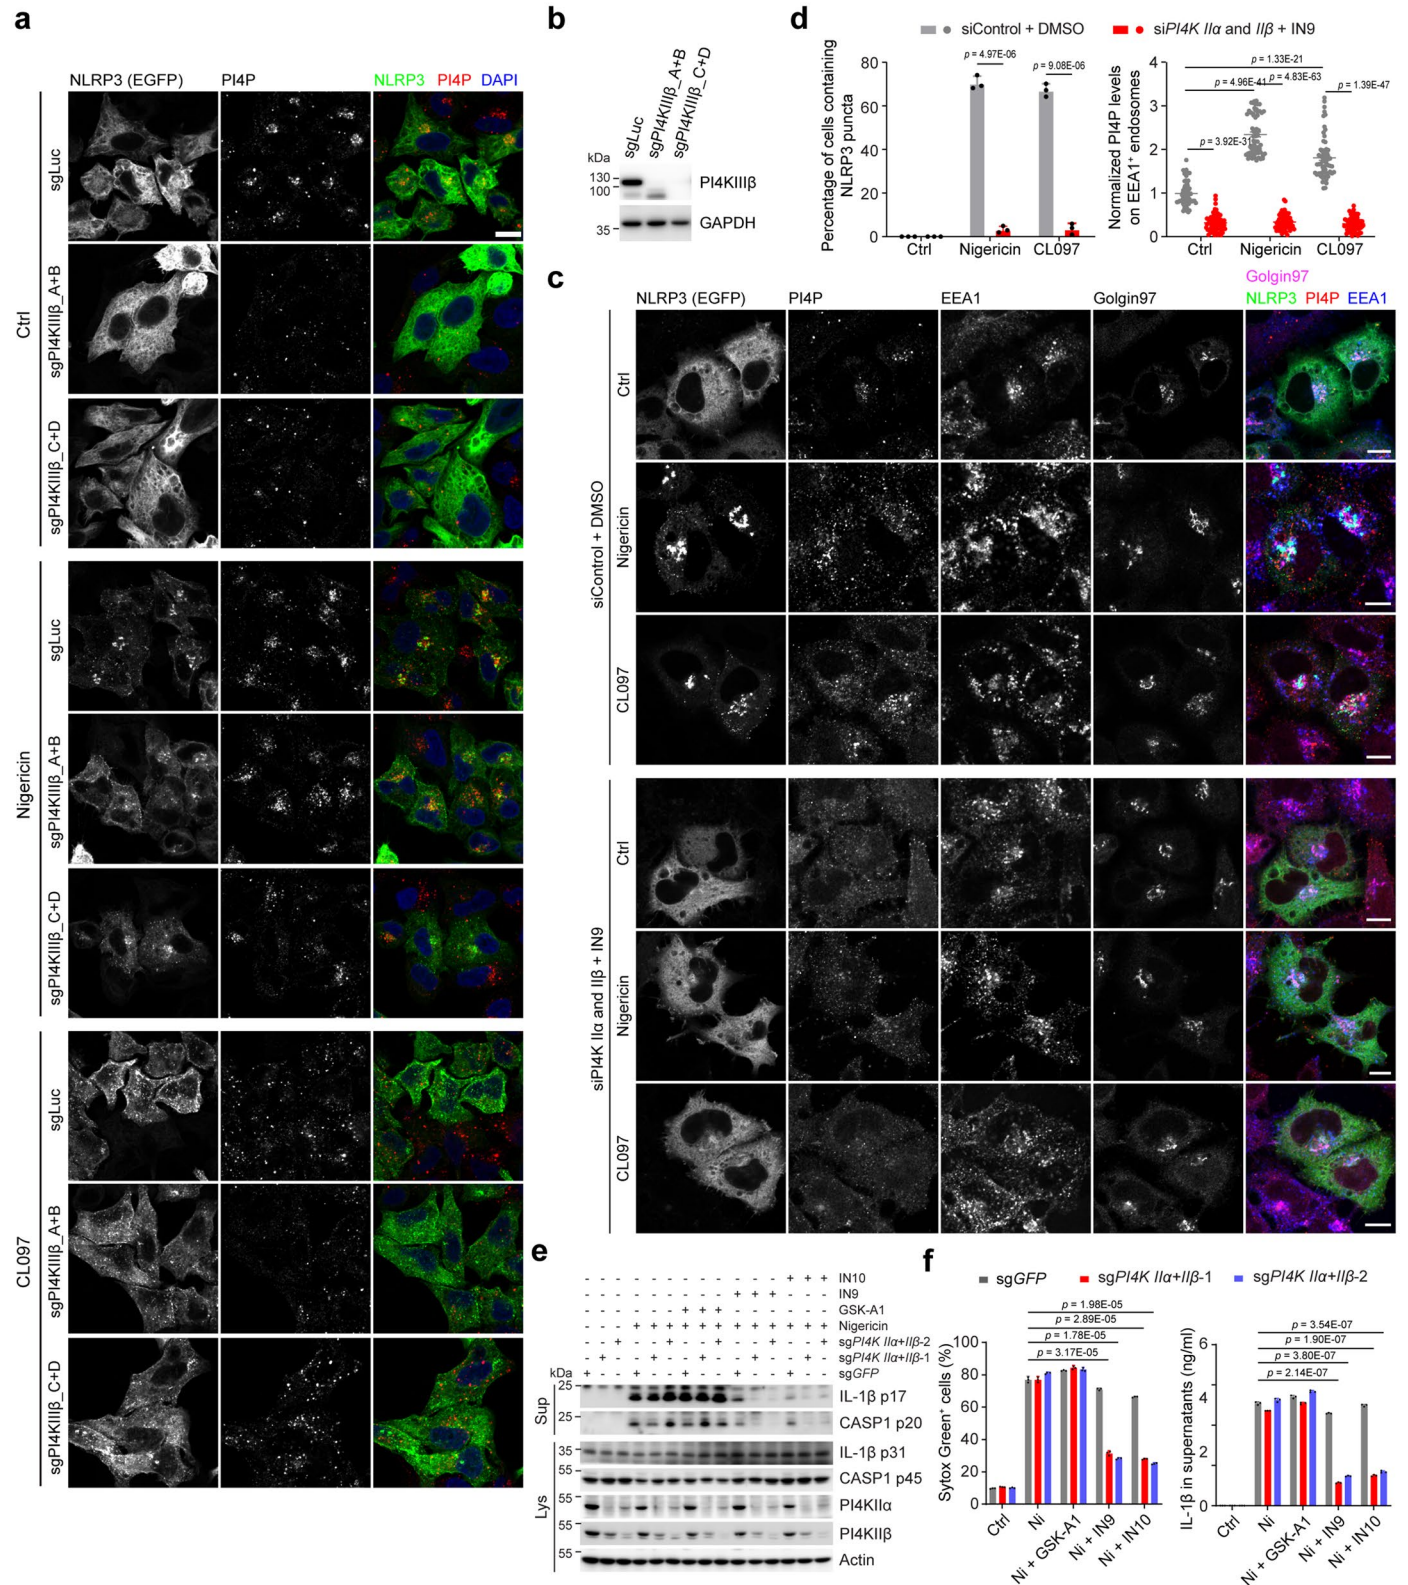 a
NLRP3 (EGFP) PI4P NLRP3 PI4P DAPI
Ctrl
sgLuc
sgPI4KIIIβ_A+B
sgPI4KIIIβ_C+D
Nigericin
sgLuc
sgPI4KIIIβ_A+B
sgPI4KIIIβ_C+D
CL097
sgLuc
sgPI4KIIIβ_A+B
sgPI4KIIIβ_C+D
b
sgLuc
sgPI4KIIIβ_A+B
sgPI4KIIIβ_C+D
kDa
130
100
PI4KIIIβ
35
GAPDH
d
siControl + DMSO siPI4K IIα and IIβ + IN9
Percentage of cells containing
NLRP3 puncta
80
60
40
20
0
p = 4.97E-06
p = 9.08E-06
Ctrl Nigericin CL097
Normalized PI4P levels
on EEA1+ endosomes
4
3
2
1
0
p = 1.33E-21
p = 4.96E-41
p = 4.83E-63
p = 1.39E-47
p = 3.92E-31
Ctrl Nigericin CL097
c
Golgin97
NLRP3 (EGFP) PI4P EEA1 Golgin97 NLRP3 PI4P EEA1
siControl + DMSO
Ctrl
Nigericin
CL097
siPI4K IIα and IIβ + IN9
Ctrl
Nigericin
CL097
e
- - - - - - - - - - - - + + + IN10
- - - - - - - - - + + + - - - IN9
- - - - - - + + + - - - - - - GSK-A1
- - - + + + + + + + + + + + + Nigericin
- - + - - + - - + - - + - - + sgPI4K IIα+IIβ-2
- + - - + - - + - - + - - + - sgPI4K IIα+IIβ-1
+ - - + - - + - - + - - + - - sgGFP
kDa
Sup
25
IL-1β p17
25
CASP1 p20
Lys
35
IL-1β p31
55
CASP1 p45
55
PI4KIIα
55
PI4KIIβ
55
Actin
f
sgGFP sgPI4K IIα+IIβ-1 sgPI4K IIα+IIβ-2
Sytox Green+ cells (%)
100
80
60
40
20
0
p = 1.98E-05
p = 2.89E-05
p = 1.78E-05
p = 3.17E-05
Ctrl
Ni
Ni + GSK-A1
Ni + IN9
Ni + IN10
IL-1β in supernatants (ng/ml)
6
4
2
0
p = 3.54E-07
p = 1.90E-07
p = 3.80E-07
p = 2.14E-07
Ctrl
Ni
Ni + GSK-A1
Ni + IN9
Ni + IN10